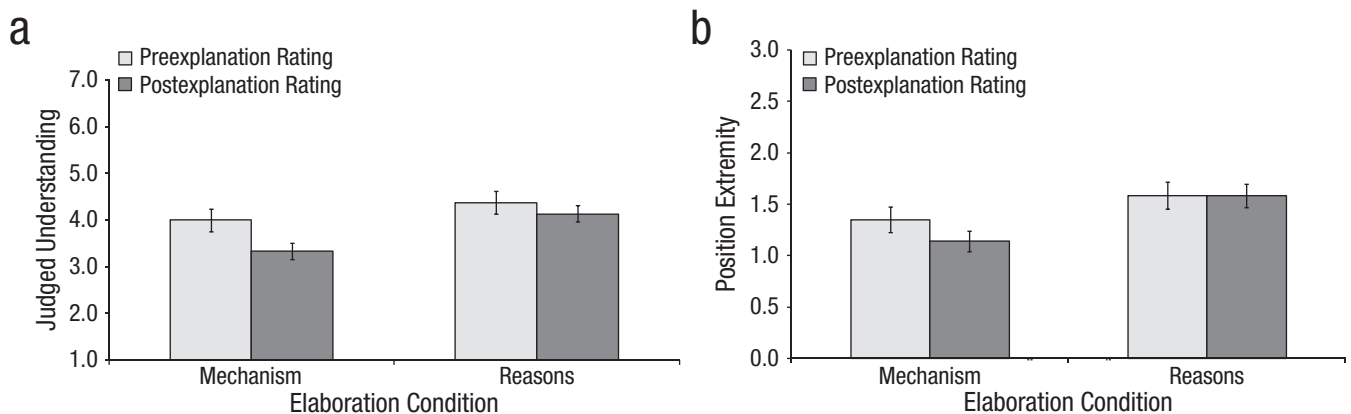 a
Preexplanation Rating
Postexplanation Rating
7.0
6.0
5.0
4.0
3.0
2.0
1.0
Judged Understanding
Mechanism
Reasons
Elaboration Condition
b
Preexplanation Rating
Postexplanation Rating
3.0
2.5
2.0
1.5
1.0
0.5
0.0
Position Extremity
Mechanism
Reasons
Elaboration Condition